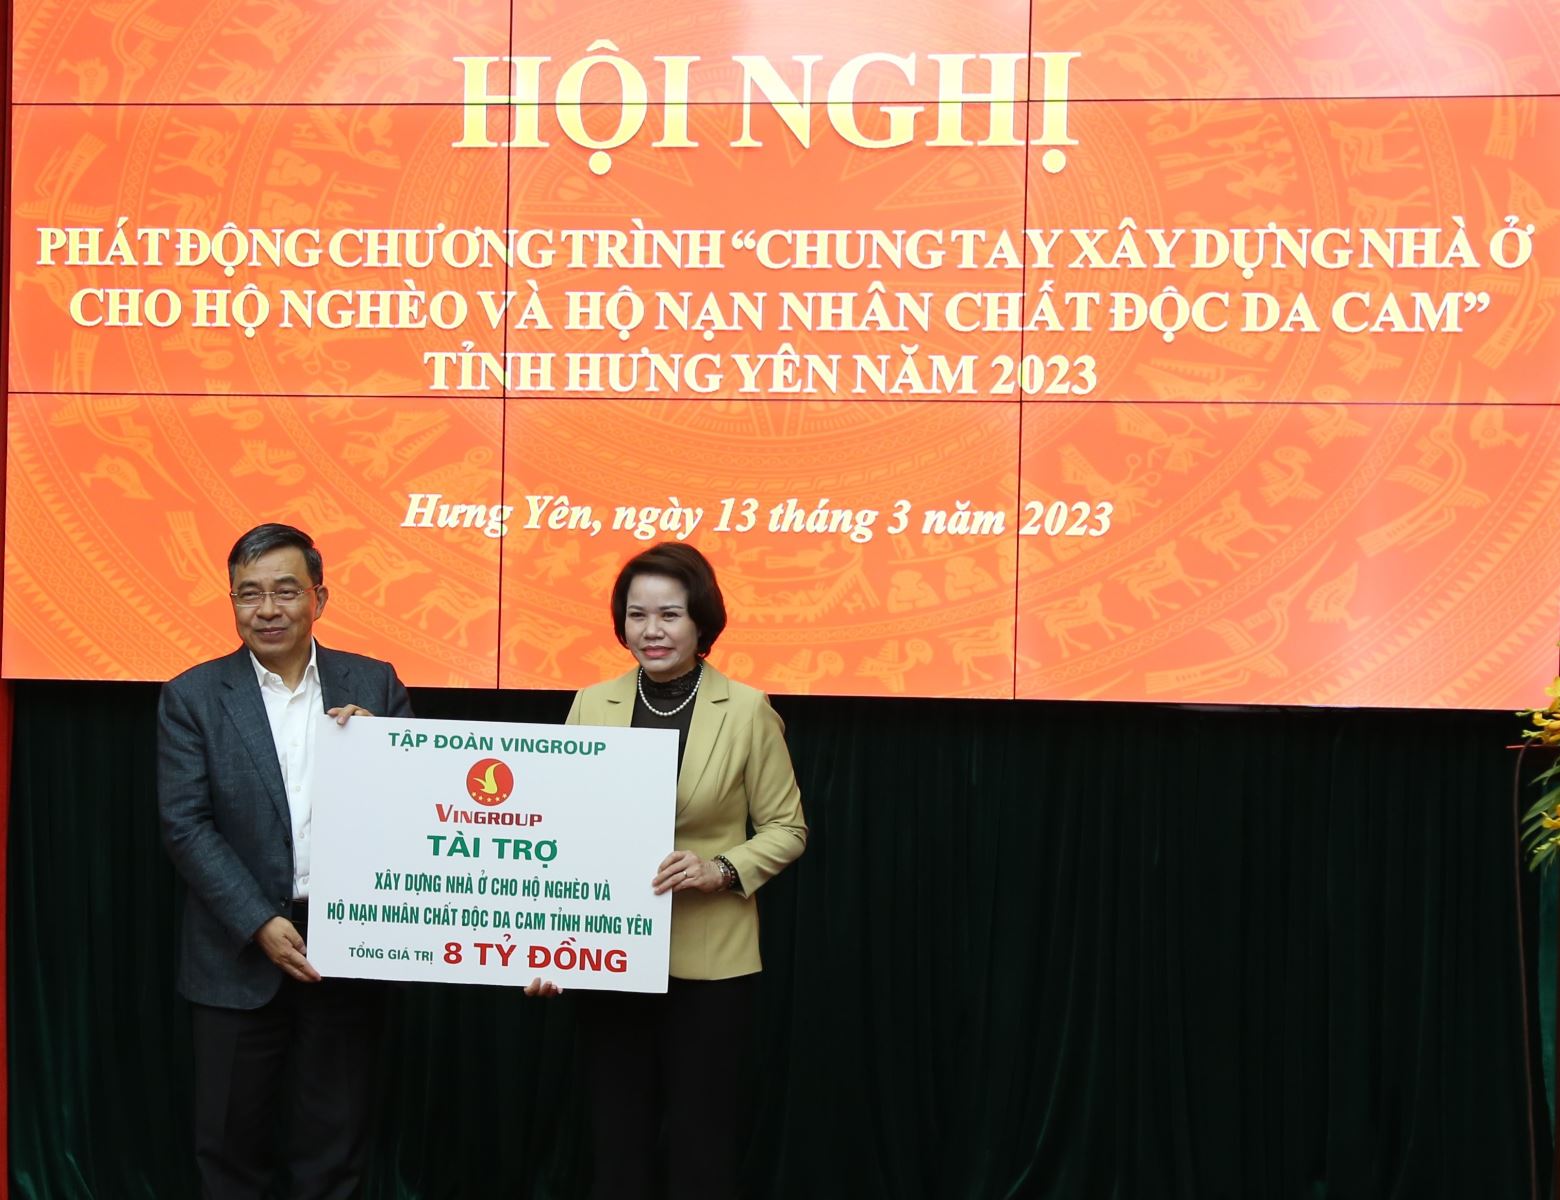 HỘI NGHỊ
PHÁT ĐỘNG CHƯƠNG TRÌNH “CHUNG TAY XÂY DỰNG NHÀ Ở
CHO HỘ NGHÈO VÀ HỘ NẠN NHÂN CHẤT ĐỘC DA CAM”
TỈNH HƯNG YÊN NĂM 2023
Hưng Yên, ngày 13 tháng 3 năm 2023
TẬP ĐOÀN VINGROUP
VINGROUP
TÀI TRỢ
XÂY DỰNG NHÀ Ở CHO HỘ NGHÈO VÀ
HỘ NẠN NHÂN CHẤT ĐỘC DA CAM TỈNH HƯNG YÊN
TỔNG GIÁ TRỊ 8 TỶ ĐỒNG